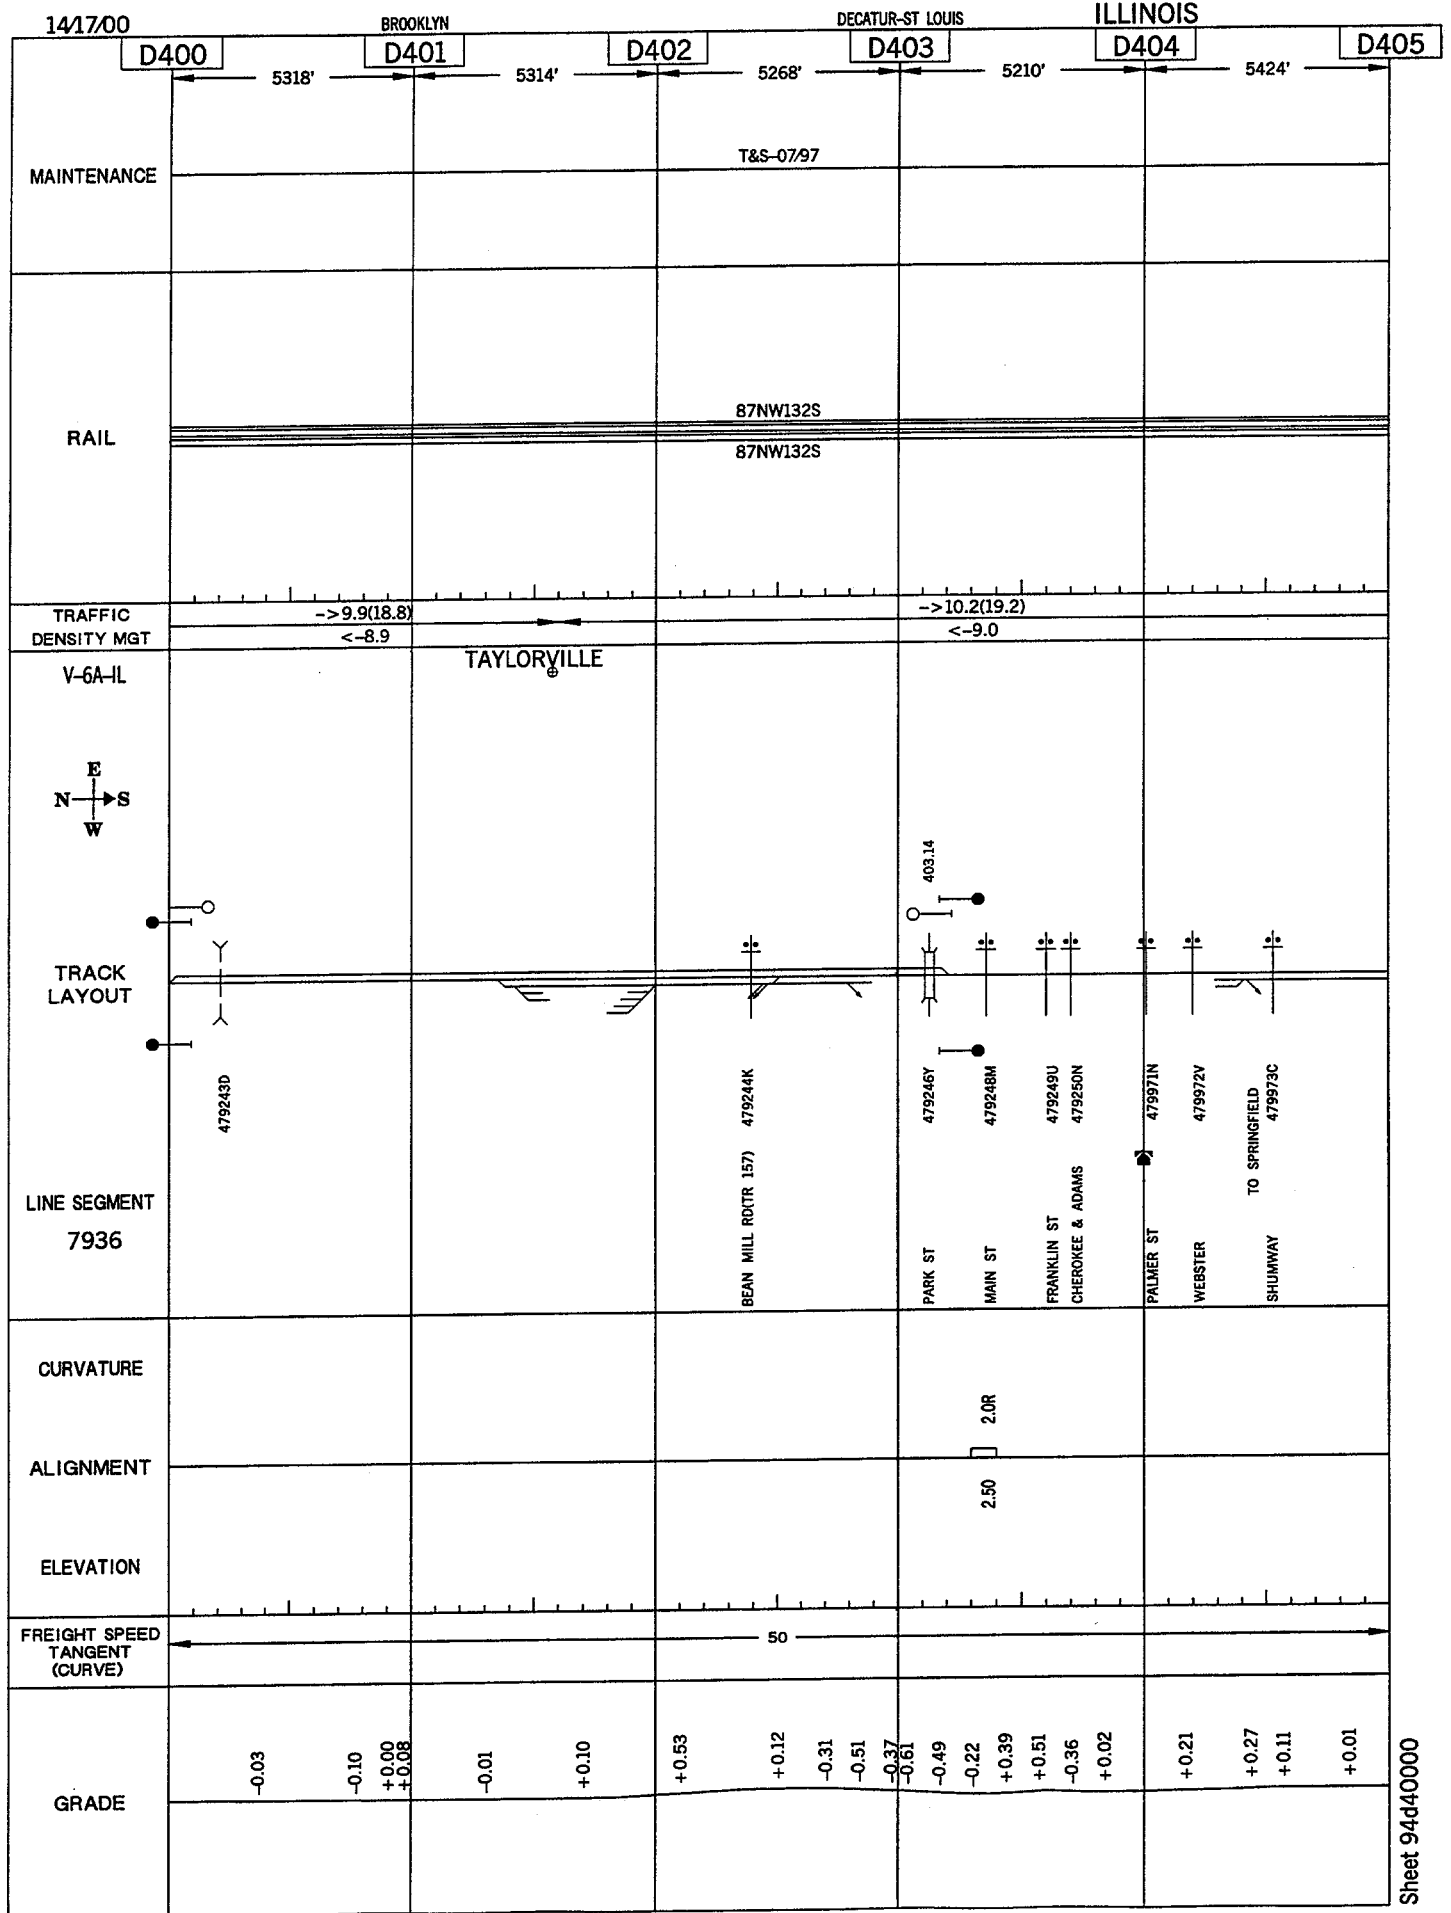 14/17/00 BROOKLYN DECATUR-ST LOUIS ILLINOIS
D400 D401 D402 D403 D404 D405
5318' 5314' 5268' 5210' 5424'
MAINTENANCE
T&S-07/97
RAIL
87NW132S
87NW132S
TRAFFIC
DENSITY MGT
->9.9(18.8) ->10.2(19.2)
<-8.9 <-9.0
V-6A-IL
TAYLORVILLE
E
N S
W
403.14
TRACK
LAYOUT
479243D
479244K
479246Y
479248M
479249U
479250N
479971N
479972V
479973C
TO SPRINGFIELD
LINE SEGMENT
7936
BEAN MILL RD(TR 157)
PARK ST
MAIN ST
FRANKLIN ST
CHEROKEE & ADAMS
PALMER ST
WEBSTER
SHUMWAY
CURVATURE
2.0R
ALIGNMENT
2.50
ELEVATION
FREIGHT SPEED
TANGENT
(CURVE)
50
GRADE
-0.03
-0.10
+0.00
+0.08
-0.01
+0.10
+0.53
+0.12
-0.31
-0.51
-0.37
-0.61
-0.49
-0.22
+0.39
+0.51
-0.36
+0.02
+0.21
+0.27
+0.11
+0.01
Sheet 94d40000